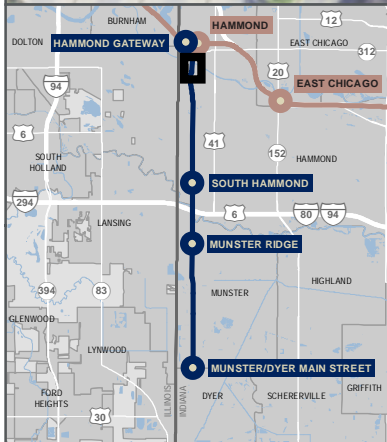 BURNHAM
HAMMOND
12
DOLTON
HAMMOND GATEWAY
EAST CHICAGO
312
20
94
EAST CHICAGO
6
41
SOUTH
HOLLAND
152
HAMMOND
SOUTH HAMMOND
294
6
80
94
LANSING
MUNSTER RIDGE
HIGHLAND
394
83
MUNSTER
GLENWOOD
LYNWOOD
MUNSTER/DYER MAIN STREET
ILLINOIS
INDIANA
GRIFFITH
FORD
HEIGHTS
DYER
SCHERERVILLE
30